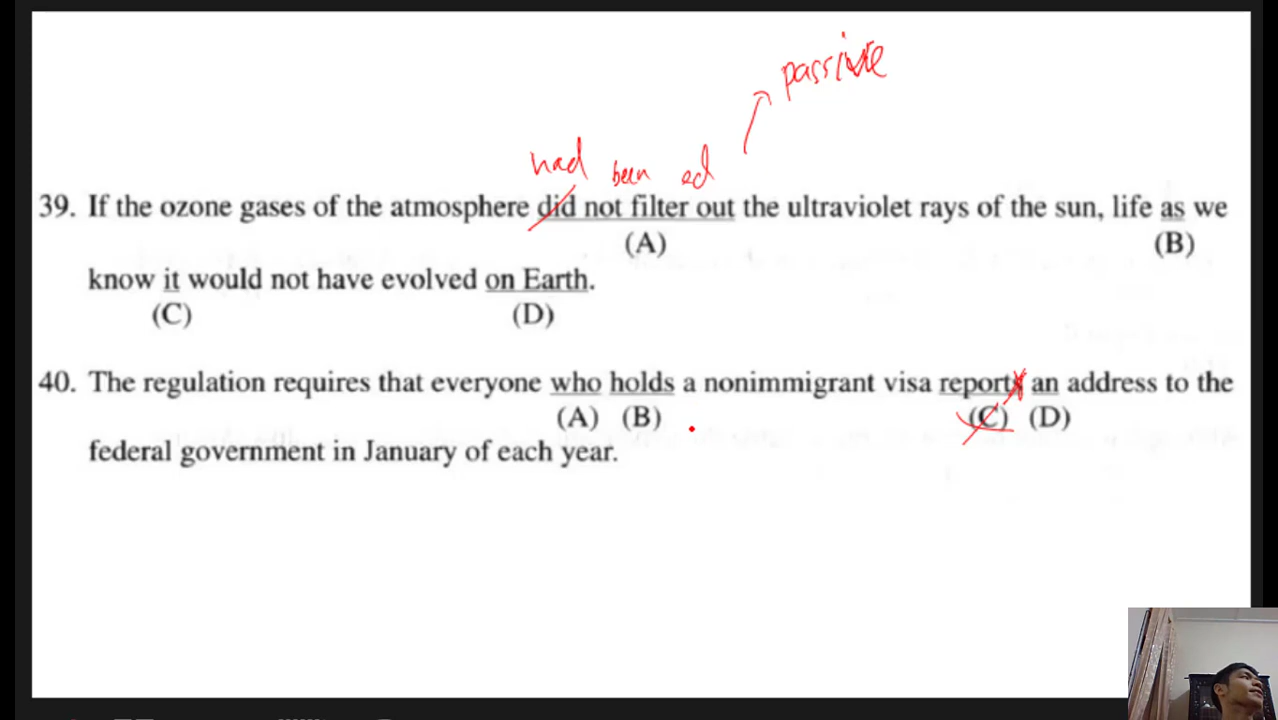 passive
had been ed
39. If the ozone gases of the atmosphere did not filter out the ultraviolet rays of the sun, life as we
(A) (B)
know it would not have evolved on Earth.
(C) (D)
40. The regulation requires that everyone who holds a nonimmigrant visa reports an address to the
(A) (B) (C) (D)
federal government in January of each year.